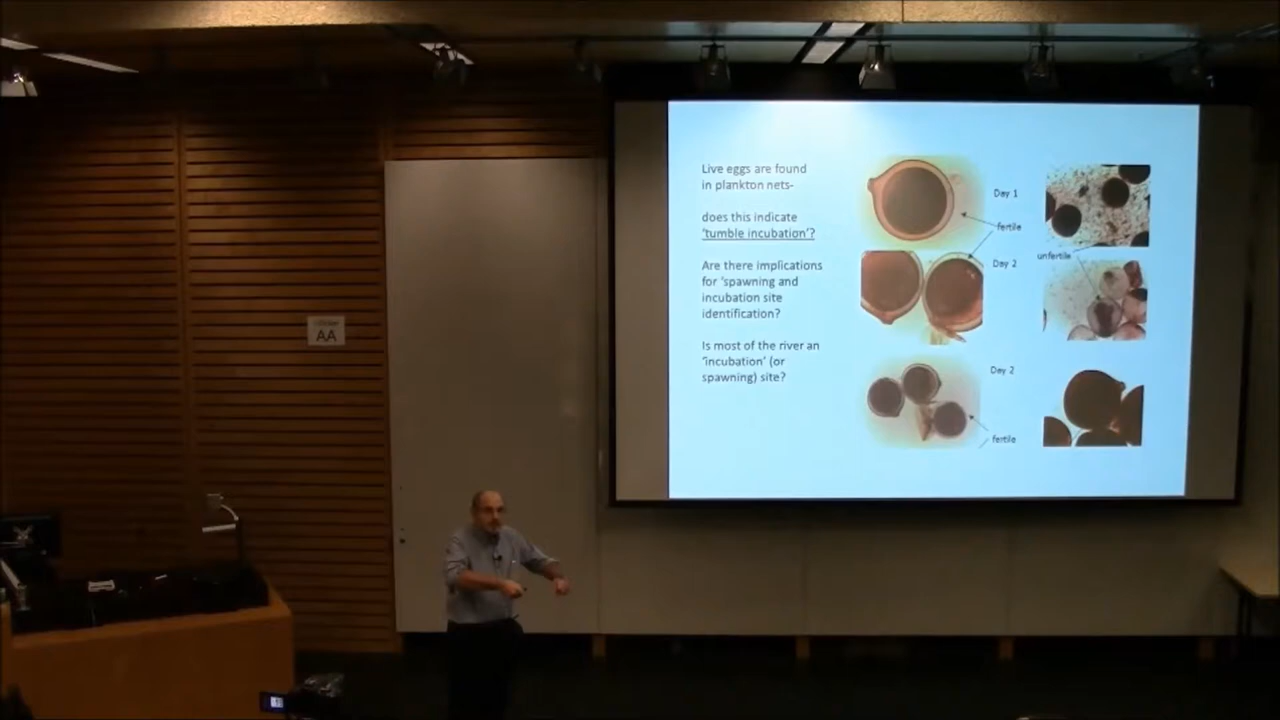 Live eggs are found
in plankton nets-
does this indicate
'tumble incubation'?
Are there implications
for 'spawning and
incubation site
identification?
Is most of the river an
'incubation' (or
spawning) site?
Day 1
fertile
unfertile
Day 2
Day 2
fertile
AA